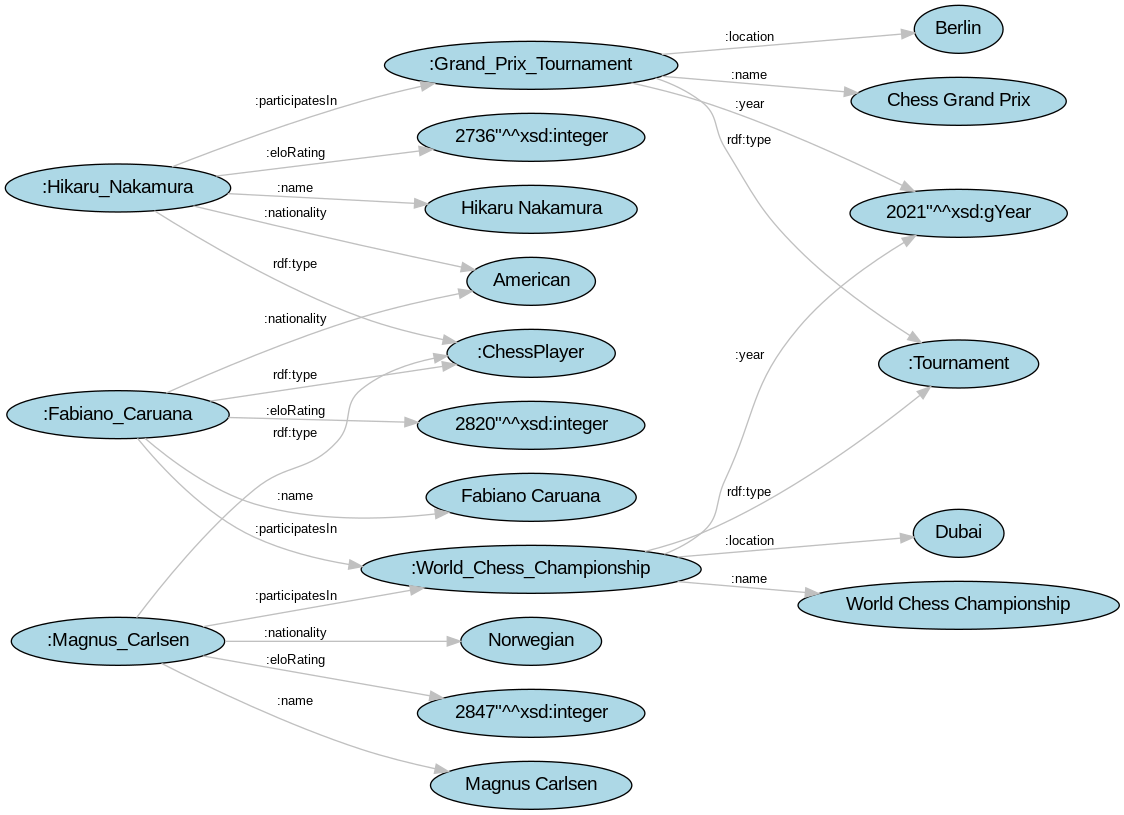 Berlin
:location
:Grand_Prix_Tournament
:name
Chess Grand Prix
:participatesIn
:year
2736"^^xsd:integer
rdf:type
:eloRating
:Hikaru_Nakamura
:name
Hikaru Nakamura
2021"^^xsd:gYear
:nationality
rdf:type
American
:nationality
:ChessPlayer
:year
:Tournament
rdf:type
:Fabiano_Caruana
:eloRating
2820"^^xsd:integer
rdf:type
:name
Fabiano Caruana
rdf:type
:participatesIn
Dubai
:location
:World_Chess_Championship
:name
World Chess Championship
:participatesIn
:Magnus_Carlsen
:nationality
Norwegian
:eloRating
2847"^^xsd:integer
:name
Magnus Carlsen